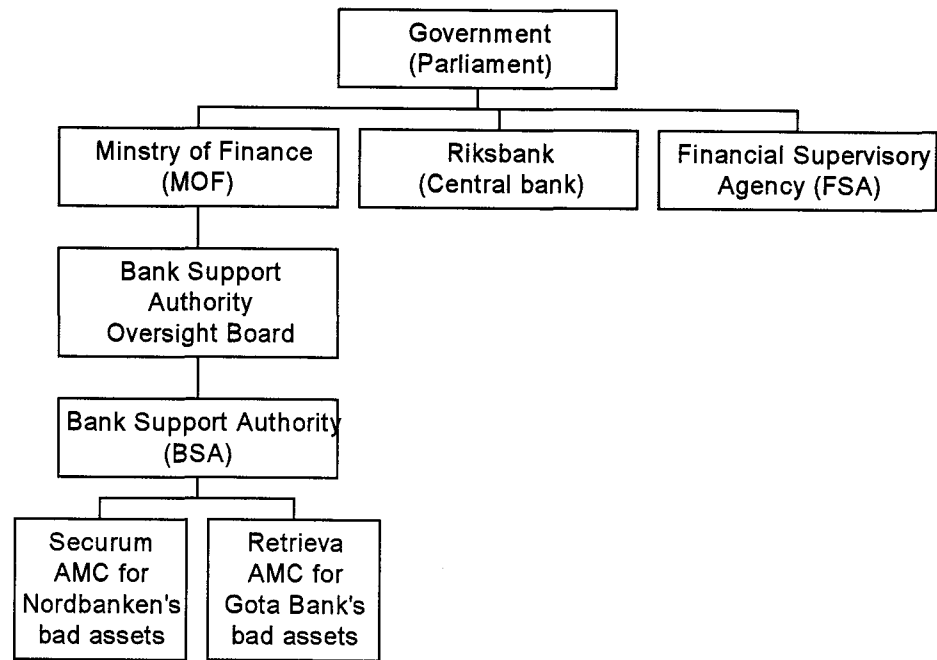 Government
(Parliament)
Minstry of Finance
(MOF)
Riksbank
(Central bank)
Financial Supervisory
Agency (FSA)
Bank Support
Authority
Oversight Board
Bank Support Authority
(BSA)
Securum
AMC for
Nordbanken's
bad assets
Retrieva
AMC for
Gota Bank's
bad assets